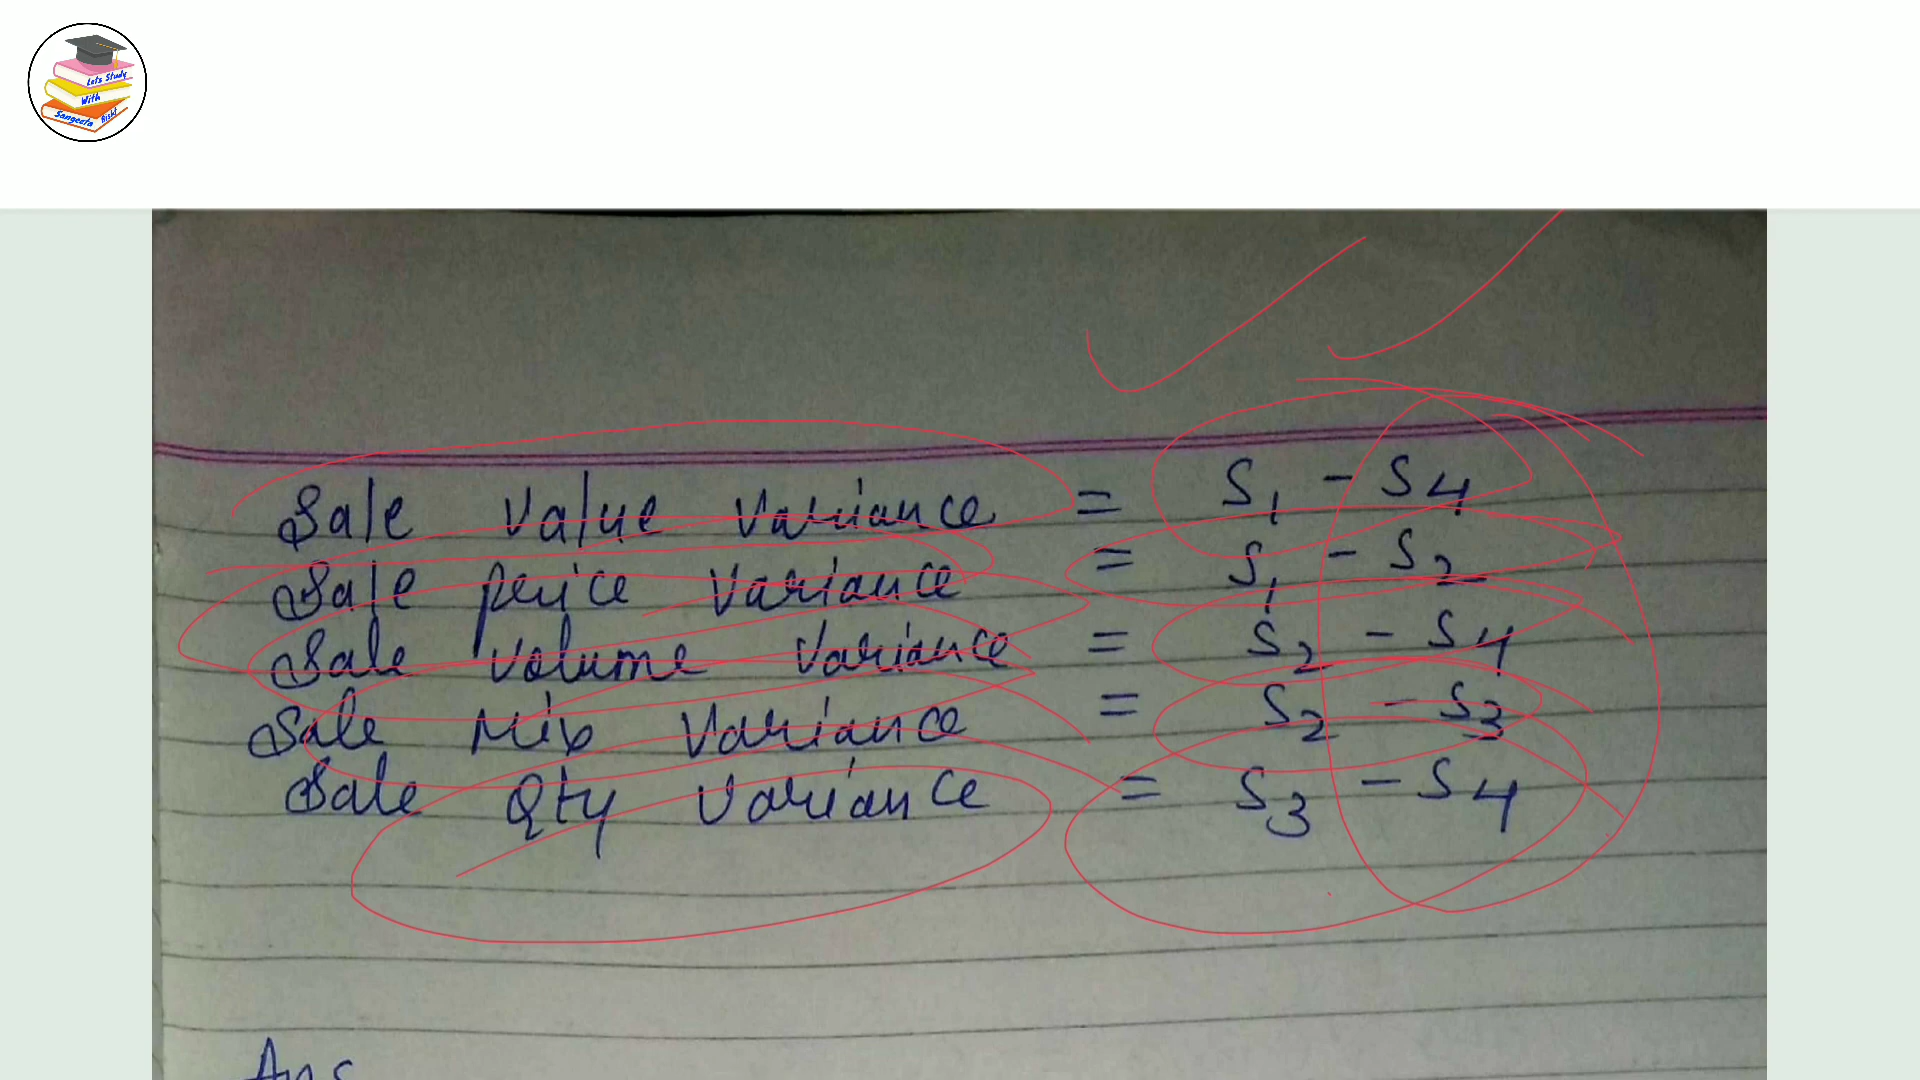 Lets Study
With
Sangeeta Bisht
Sale value variance = S1 - S4
Sale price variance = S1 - S2
Sale volume variance = S2 - S4
Sale Mix variance = S2 - S3
Sale Qty variance = S3 - S4
Ans